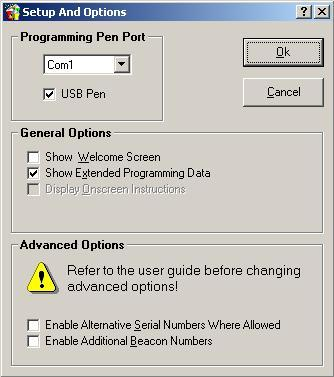 Setup And Options
Programming Pen Port
Com1
USB Pen
Ok
Cancel
General Options
Show Welcome Screen
Show Extended Programming Data
Display Onscreen Instructions
Advanced Options
Refer to the user guide before changing
advanced options!
Enable Alternative Serial Numbers Where Allowed
Enable Additional Beacon Numbers